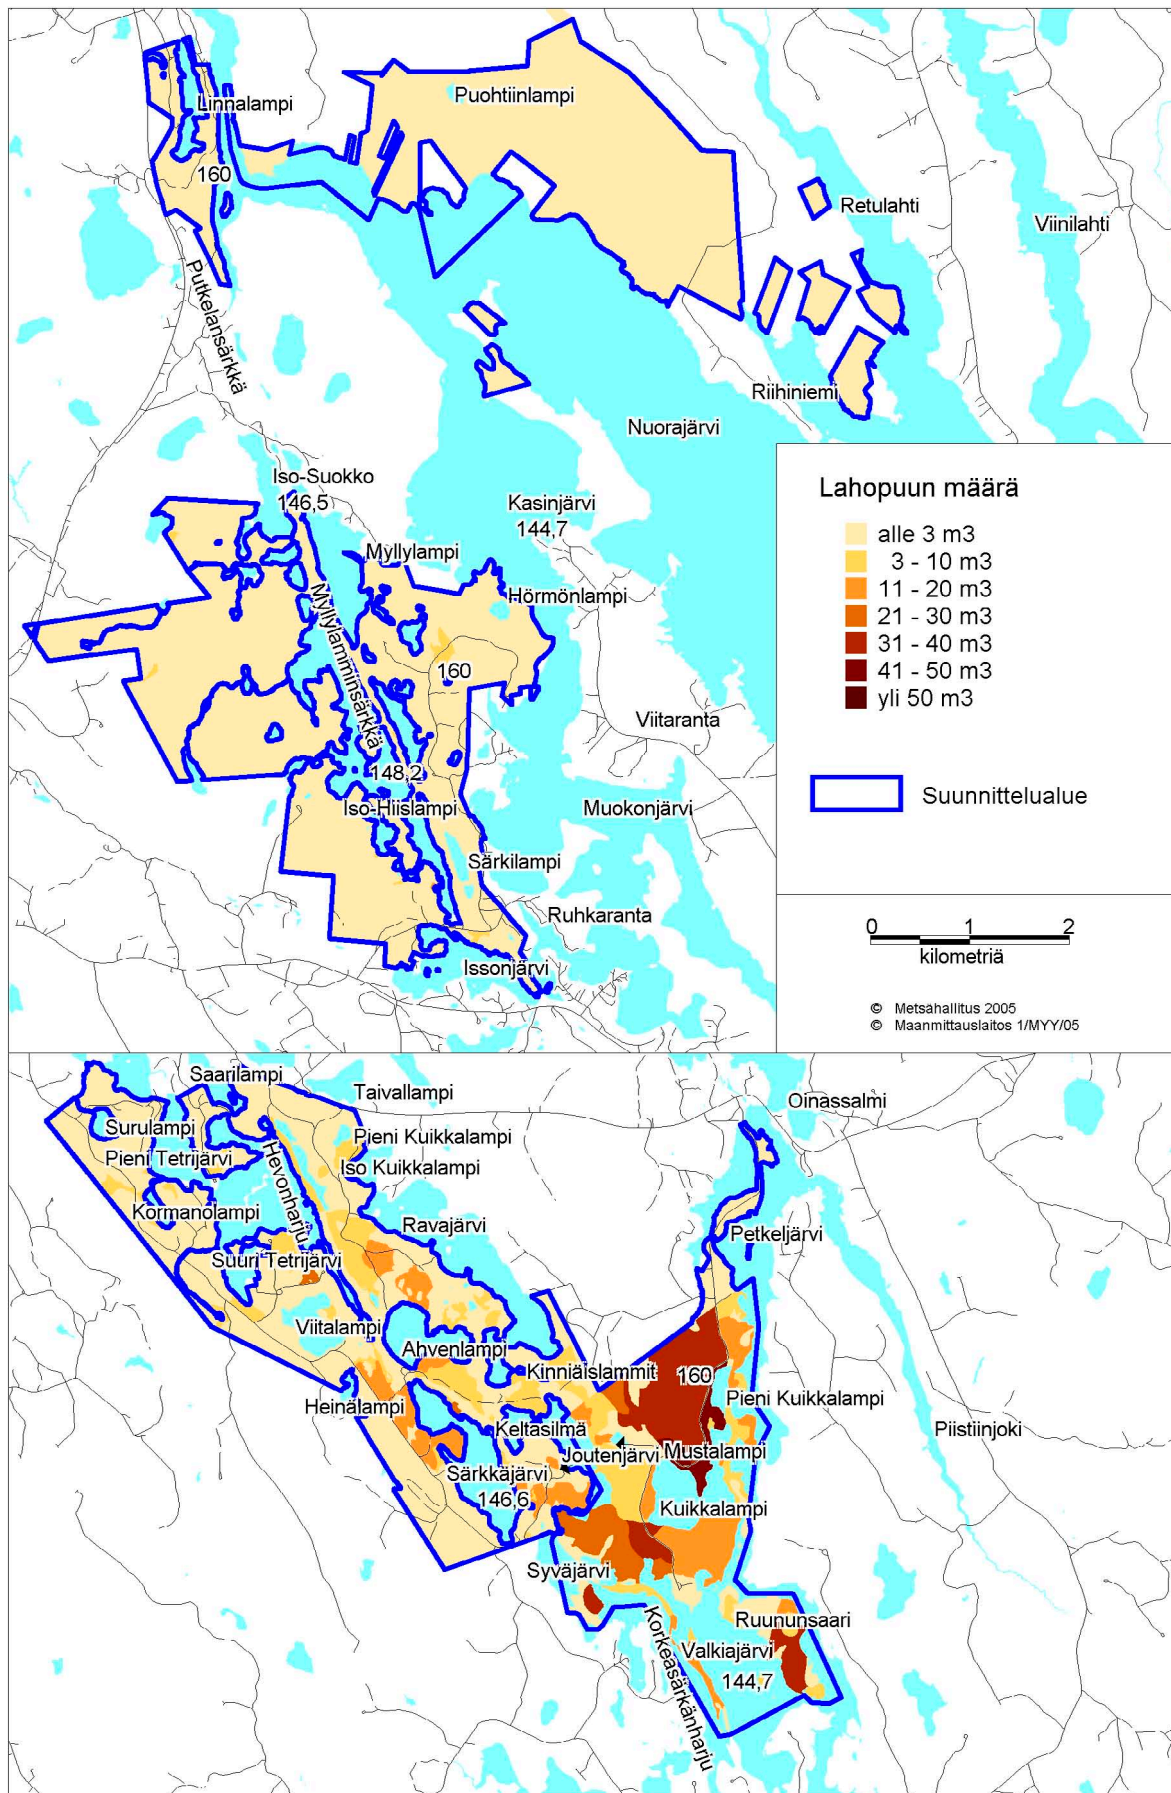 Linnalampi
Puohtiinlampi
160
Retulahti
Viinilahti
Putkelansärkkä
Riihiniemi
Nuorajärvi
Iso-Suokko
146,5
Kasinjärvi
144,7
Myllylampi
Hörmönlampi
Myllylamminsärkkä
160
Viitaranta
148,2
Iso-Hiislampi
Muokonjärvi
Särkilampi
Ruhkaranta
Issonjärvi
Lahopuun määrä
alle 3 m3
3 - 10 m3
11 - 20 m3
21 - 30 m3
31 - 40 m3
41 - 50 m3
yli 50 m3
Suunnittelualue
0 1 2
kilometriä
© Metsähallitus 2005
© Maanmittauslaitos 1/MYY/05
Saarilampi
Taivallampi
Oinassalmi
Surulampi
Pieni Kuikkalampi
Pieni Tetrijärvi
Iso Kuikkalampi
Hevonharju
Kormanolampi
Ravajärvi
Petkeljärvi
Suuri Tetrijärvi
Viitalampi
Ahvenlampi
Kinniäislammit
160
Pieni Kuikkalampi
Heinälampi
Keltasilmä
Piistiinjoki
Joutenjärvi
Mustalampi
Särkkäjärvi
146,6
Kuikkalampi
Syväjärvi
Ruununsaari
Korkeasärkänharju
Valkiajärvi
144,7